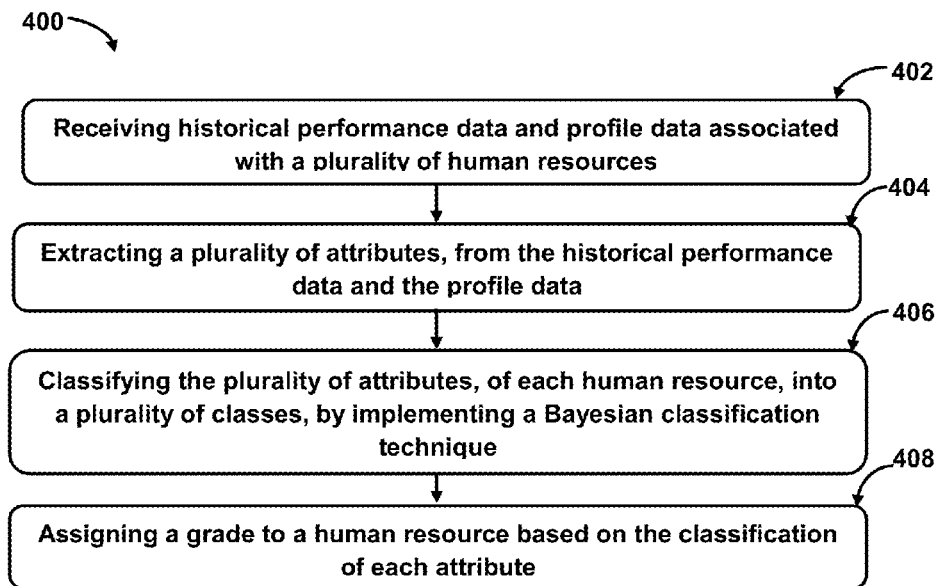 400
402
Receiving historical performance data and profile data associated
with a plurality of human resources
404
Extracting a plurality of attributes, from the historical performance
data and the profile data
406
Classifying the plurality of attributes, of each human resource, into
a plurality of classes, by implementing a Bayesian classification
technique
408
Assigning a grade to a human resource based on the classification
of each attribute